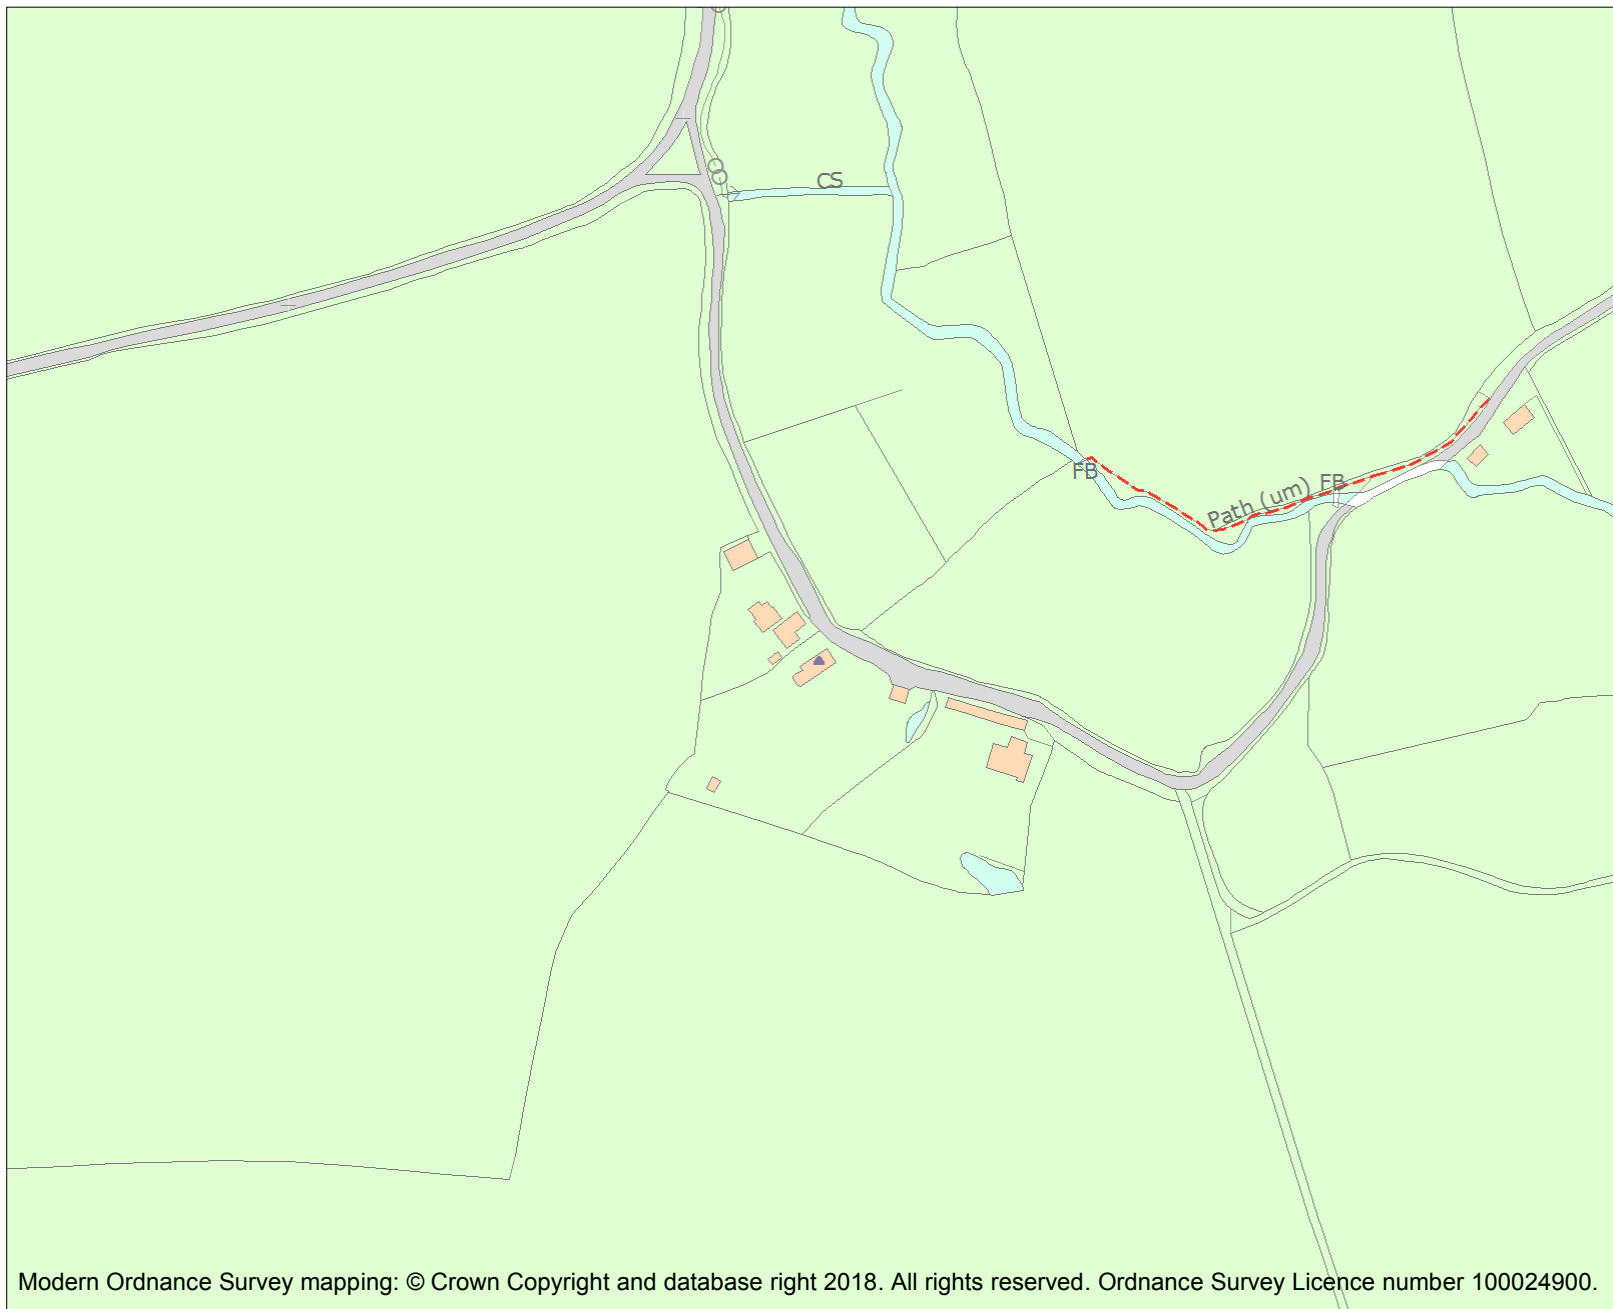 CS
FB
Path (um)
FB
Modern Ordnance Survey mapping: © Crown Copyright and database right 2018. All rights reserved. Ordnance Survey Licence number 100024900.